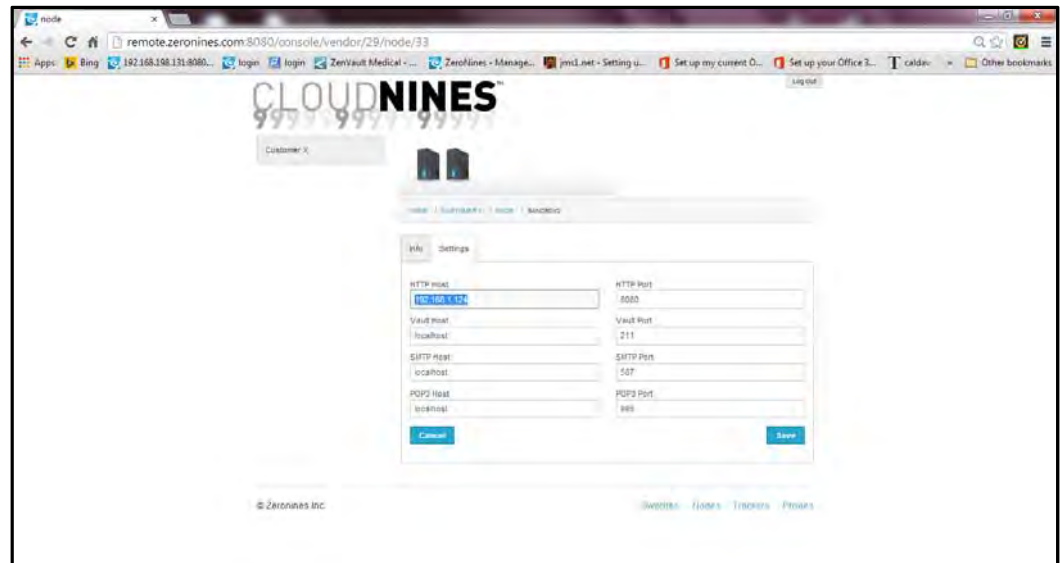 node
remote.zeronines.com:8080/console/vendor/29/node/33
Apps Bing 192.168.198.131:8080... login login ZenVault Medical - ... ZeroNines - Manage... jms1.net - Setting u... Set up my current O... Set up your Office 3... caldav » Other bookmarks
Log out
CLOUDNINES
Customer X
Info Settings
HTTP Host HTTP Port
192.168.1.124 8080
Vault Host Vault Port
localhost 211
SMTP Host SMTP Port
localhost 587
POP3 Host POP3 Port
localhost
Cancel Save
© Zeronines Inc. Switches Nodes Trackers Proxies